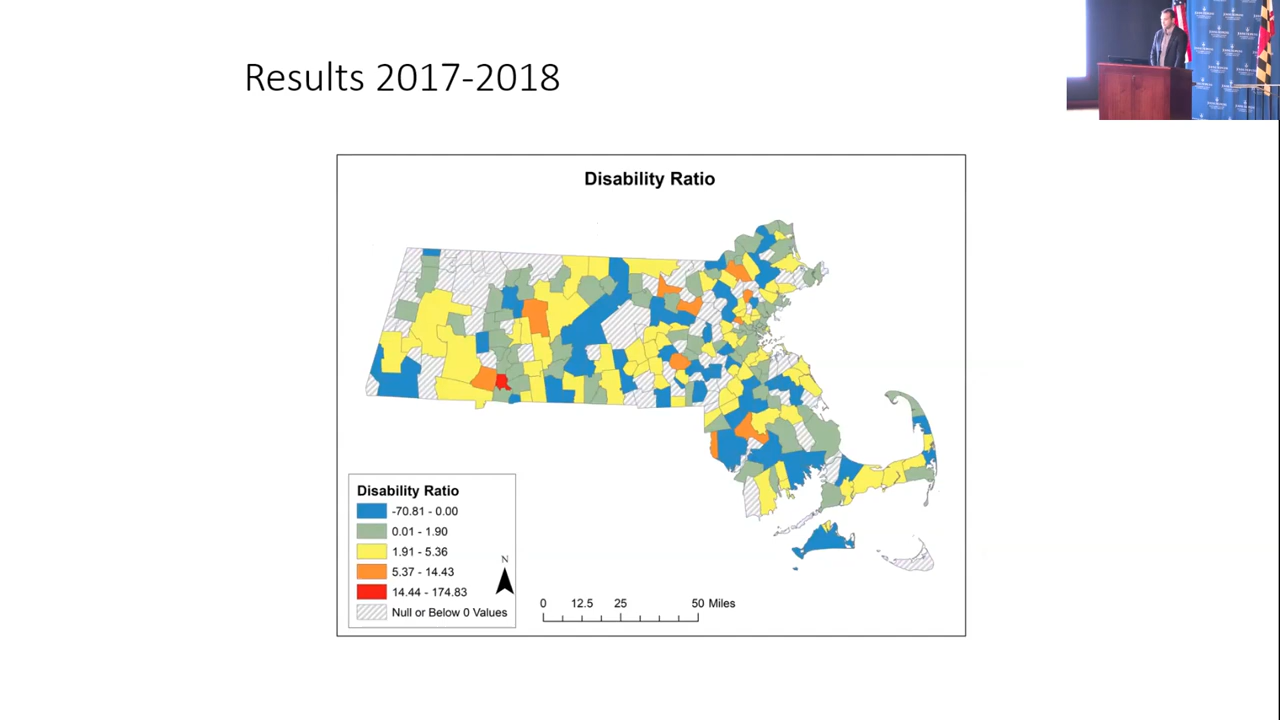 Results 2017-2018
Disability Ratio
Disability Ratio
-70.81 - 0.00
0.01 - 1.90
1.91 - 5.36
5.37 - 14.43
14.44 - 174.83
Null or Below 0 Values
N
0 12.5 25 50 Miles